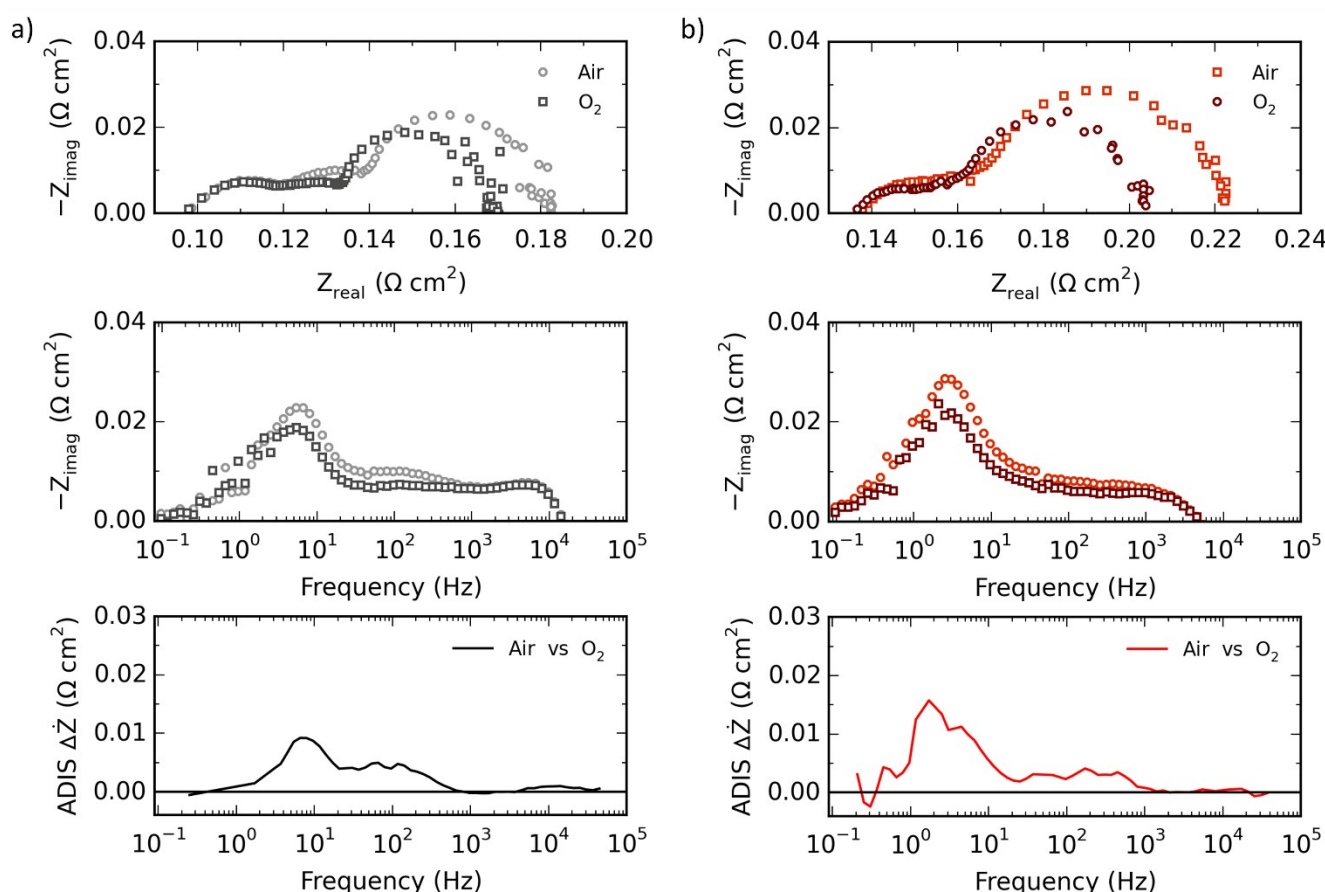 a)
0.04
0.02
0.00
−Z_imag (Ω cm²)
Air
O₂
0.10 0.12 0.14 0.16 0.18 0.20
Z_real (Ω cm²)
0.04
0.02
0.00
−Z_imag (Ω cm²)
10⁻¹ 10⁰ 10¹ 10² 10³ 10⁴ 10⁵
Frequency (Hz)
0.03
0.02
0.01
0.00
ADIS ΔŻ (Ω cm²)
Air vs O₂
10⁻¹ 10⁰ 10¹ 10² 10³ 10⁴ 10⁵
Frequency (Hz)
b)
0.04
0.02
0.00
−Z_imag (Ω cm²)
Air
O₂
0.14 0.16 0.18 0.20 0.22 0.24
Z_real (Ω cm²)
0.04
0.02
0.00
−Z_imag (Ω cm²)
10⁻¹ 10⁰ 10¹ 10² 10³ 10⁴ 10⁵
Frequency (Hz)
0.03
0.02
0.01
0.00
ADIS ΔŻ (Ω cm²)
Air vs O₂
10⁻¹ 10⁰ 10¹ 10² 10³ 10⁴ 10⁵
Frequency (Hz)